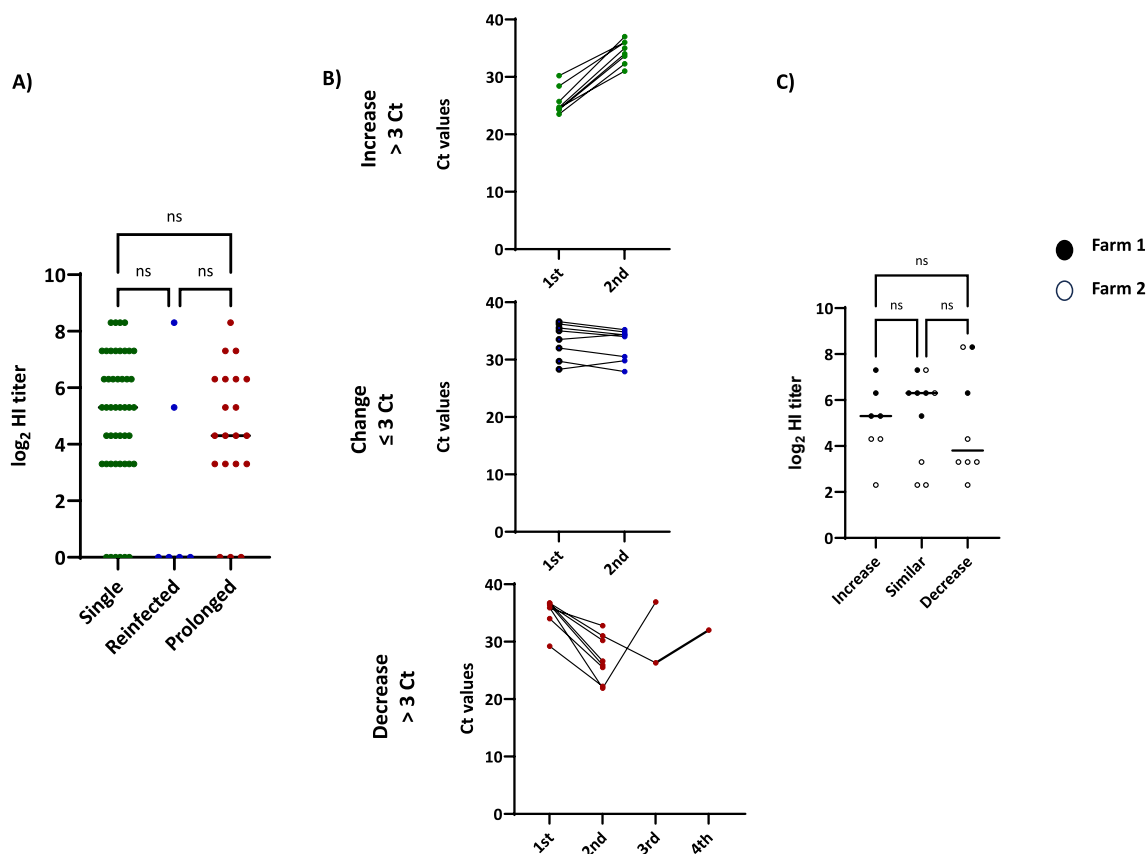 A)
ns
ns
ns
10
8
6
4
2
0
log2 HI titer
Single
Reinfected
Prolonged
B)
Increase
> 3 Ct
Ct values
40
30
20
10
0
1st
2nd
Change
≤ 3 Ct
Ct values
40
30
20
10
0
1st
2nd
Decrease
> 3 Ct
Ct values
40
30
20
10
0
1st
2nd
3rd
4th
C)
ns
ns
ns
10
8
6
4
2
0
log2 HI titer
Increase
Similar
Decrease
Farm 1
Farm 2